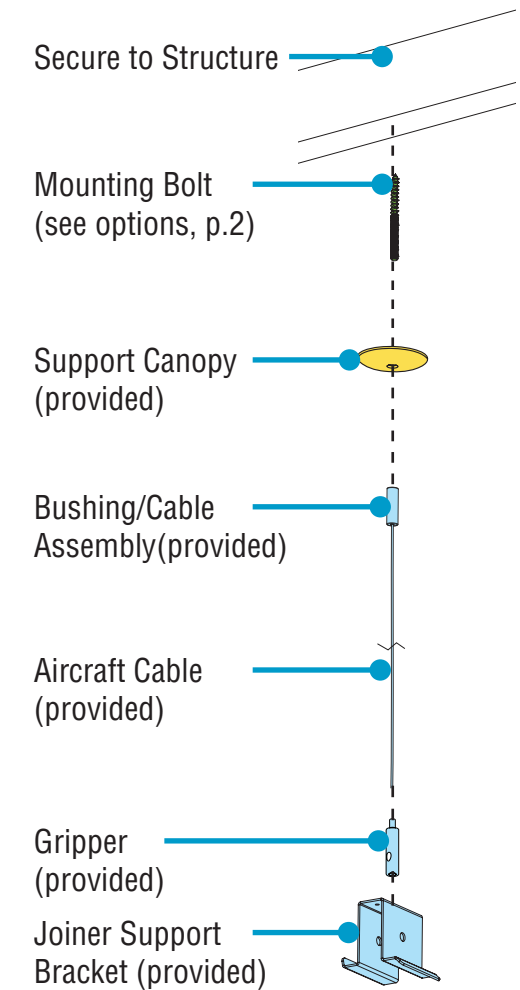 Secure to Structure
Mounting Bolt
(see options, p.2)
Support Canopy
(provided)
Bushing/Cable
Assembly(provided)
Aircraft Cable
(provided)
Gripper
(provided)
Joiner Support
Bracket (provided)